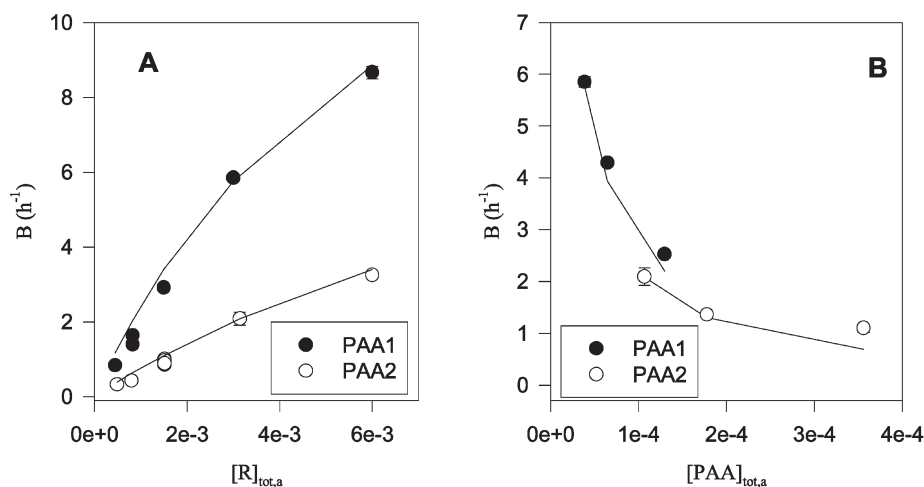 A
B
10
8
6
4
2
0
B (h⁻¹)
PAA1
PAA2
0e+0
2e-3
4e-3
6e-3
[R]tot,a
7
6
5
4
3
2
1
0
B (h⁻¹)
PAA1
PAA2
0e+0
1e-4
2e-4
3e-4
4e-4
[PAA]tot,a